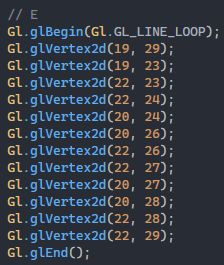 // E
Gl.glBegin(Gl.GL_LINE_LOOP);
Gl.glVertex2d(19, 29);
Gl.glVertex2d(19, 23);
Gl.glVertex2d(22, 23);
Gl.glVertex2d(22, 24);
Gl.glVertex2d(20, 24);
Gl.glVertex2d(20, 26);
Gl.glVertex2d(22, 26);
Gl.glVertex2d(22, 27);
Gl.glVertex2d(20, 27);
Gl.glVertex2d(20, 28);
Gl.glVertex2d(22, 28);
Gl.glVertex2d(22, 29);
Gl.glEnd();